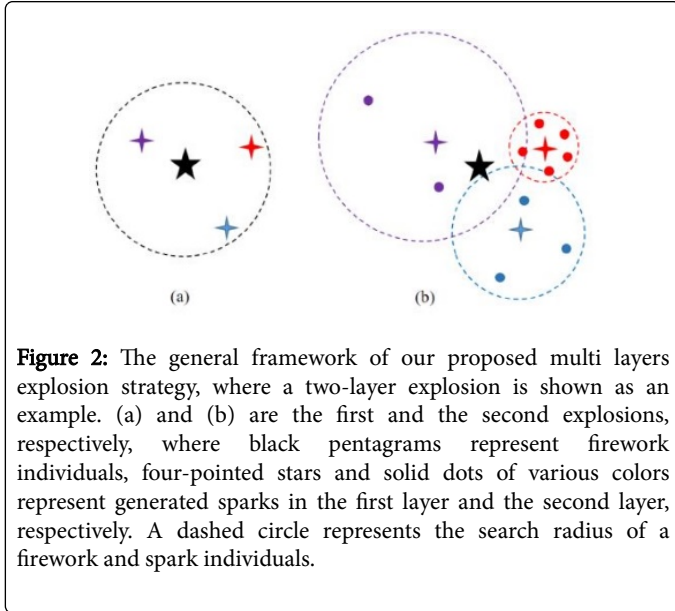 (a)
(b)
Figure 2: The general framework of our proposed multi layers
explosion strategy, where a two-layer explosion is shown as an
example. (a) and (b) are the first and the second explosions,
respectively, where black pentagrams represent firework
individuals, four-pointed stars and solid dots of various colors
represent generated sparks in the first layer and the second layer,
respectively. A dashed circle represents the search radius of a
firework and spark individuals.